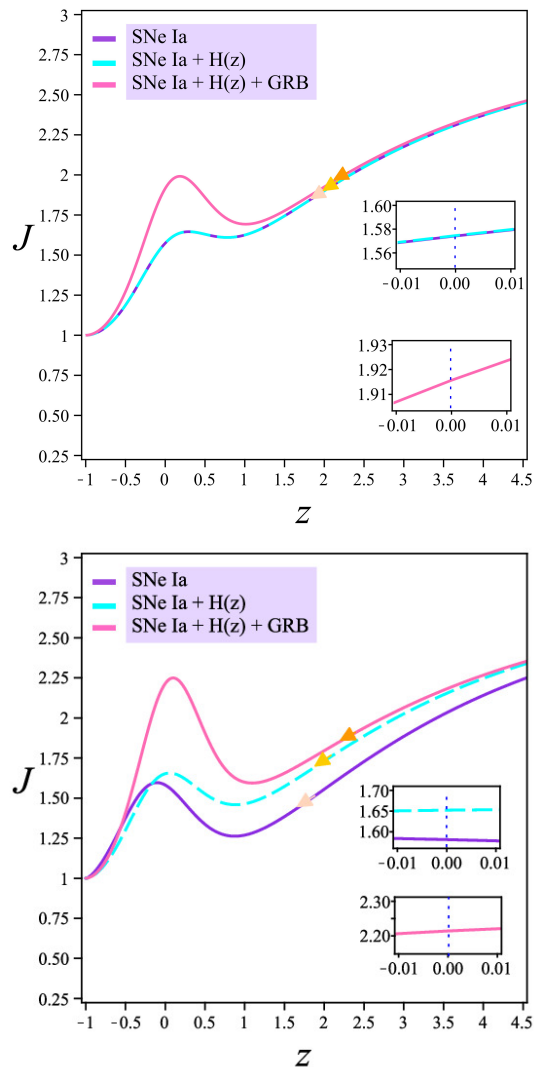 3
2.75
2.50
2.25
2
1.75
1.50
1.25
1
0.75
0.50
0.25
J
SNe Ia
SNe Ia + H(z)
SNe Ia + H(z) + GRB
1.60
1.58
1.56
-0.01 0.00 0.01
1.93
1.92
1.91
-0.01 0.00 0.01
-1 -0.5 0 0.5 1 1.5 2 2.5 3 3.5 4 4.5
z
3
2.75
2.50
2.25
2
1.75
1.50
1.25
1
0.75
0.50
0.25
J
SNe Ia
SNe Ia + H(z)
SNe Ia + H(z) + GRB
1.70
1.65
1.60
-0.01 0.00 0.01
2.30
2.20
-0.01 0.00 0.01
-1 -0.5 0 0.5 1 1.5 2 2.5 3 3.5 4 4.5
z